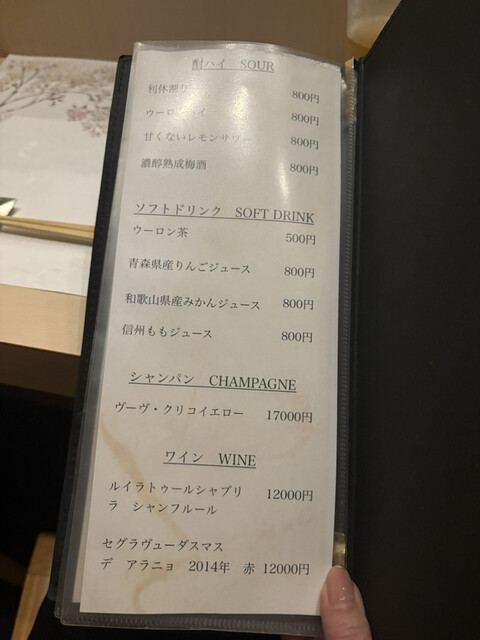 酎ハイ SOUR
利休割り 800円
ウーロンハイ 800円
甘くないレモンサワー 800円
濃醇熟成梅酒 800円
ソフトドリンク SOFT DRINK
ウーロン茶 500円
青森県産りんごジュース 800円
和歌山県産みかんジュース 800円
信州ももジュース 800円
シャンパン CHAMPAGNE
ヴーヴ・クリコイエロー 17000円
ワイン WINE
ルイラトゥールシャブリ 12000円
ラ シャンフルール
セグラヴューダスマス
デ アラニョ 2014年 赤 12000円